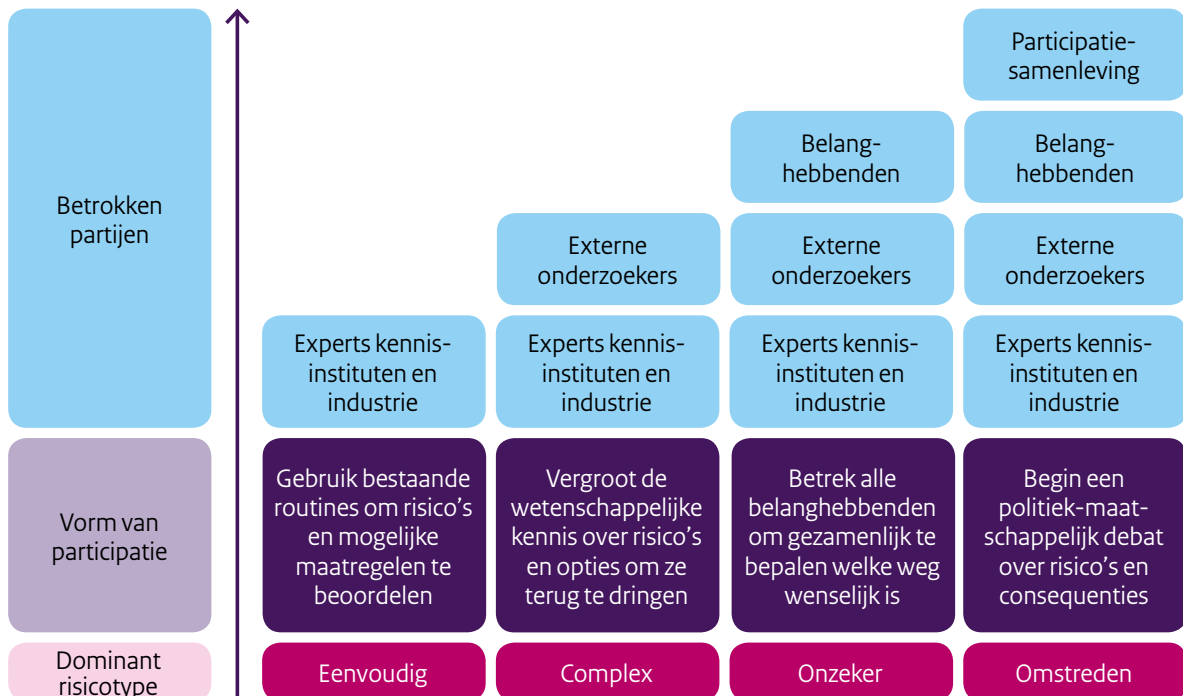 Betrokken
partijen
Participatie-
samenleving
Belang-
hebbenden
Belang-
hebbenden
Externe
onderzoekers
Externe
onderzoekers
Externe
onderzoekers
Experts kennis-
instituten en
industrie
Experts kennis-
instituten en
industrie
Experts kennis-
instituten en
industrie
Experts kennis-
instituten en
industrie
Vorm van
participatie
Gebruik bestaande
routines om risico’s
en mogelijke
maatregelen te
beoordelen
Vergroot de
wetenschappelijke
kennis over risico’s
en opties om ze
terug te dringen
Betrek alle
belanghebbenden
om gezamenlijk te
bepalen welke weg
wenselijk is
Begin een
politiek-maat-
schappelijk debat
over risico’s en
consequenties
Dominant
risicotype
Eenvoudig
Complex
Onzeker
Omstreden